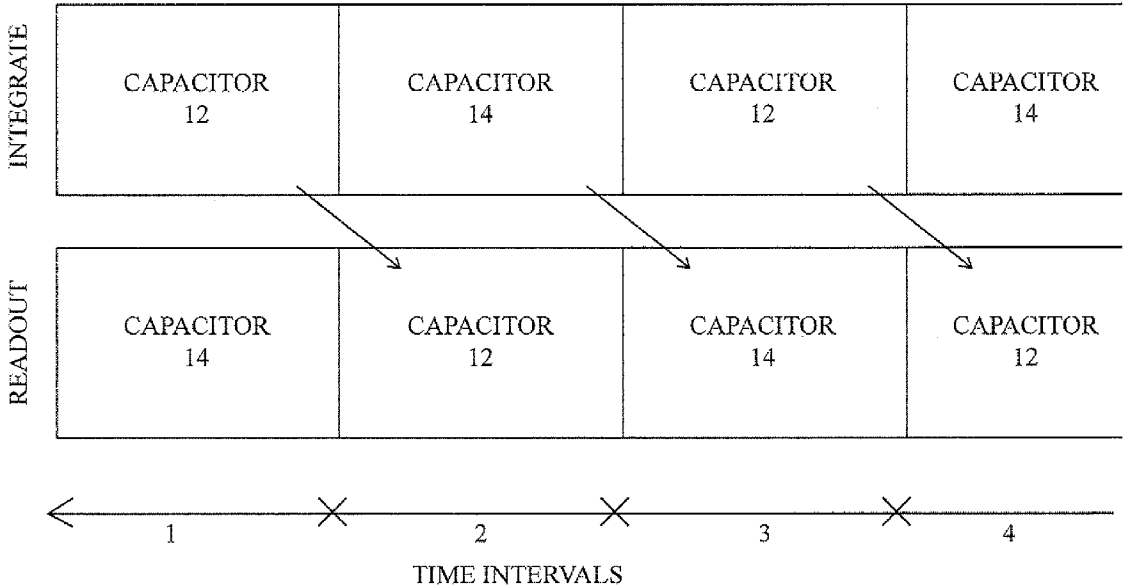 INTEGRATE
CAPACITOR
12
CAPACITOR
14
CAPACITOR
12
CAPACITOR
14
READOUT
CAPACITOR
14
CAPACITOR
12
CAPACITOR
14
CAPACITOR
12
1
2
3
4
TIME INTERVALS